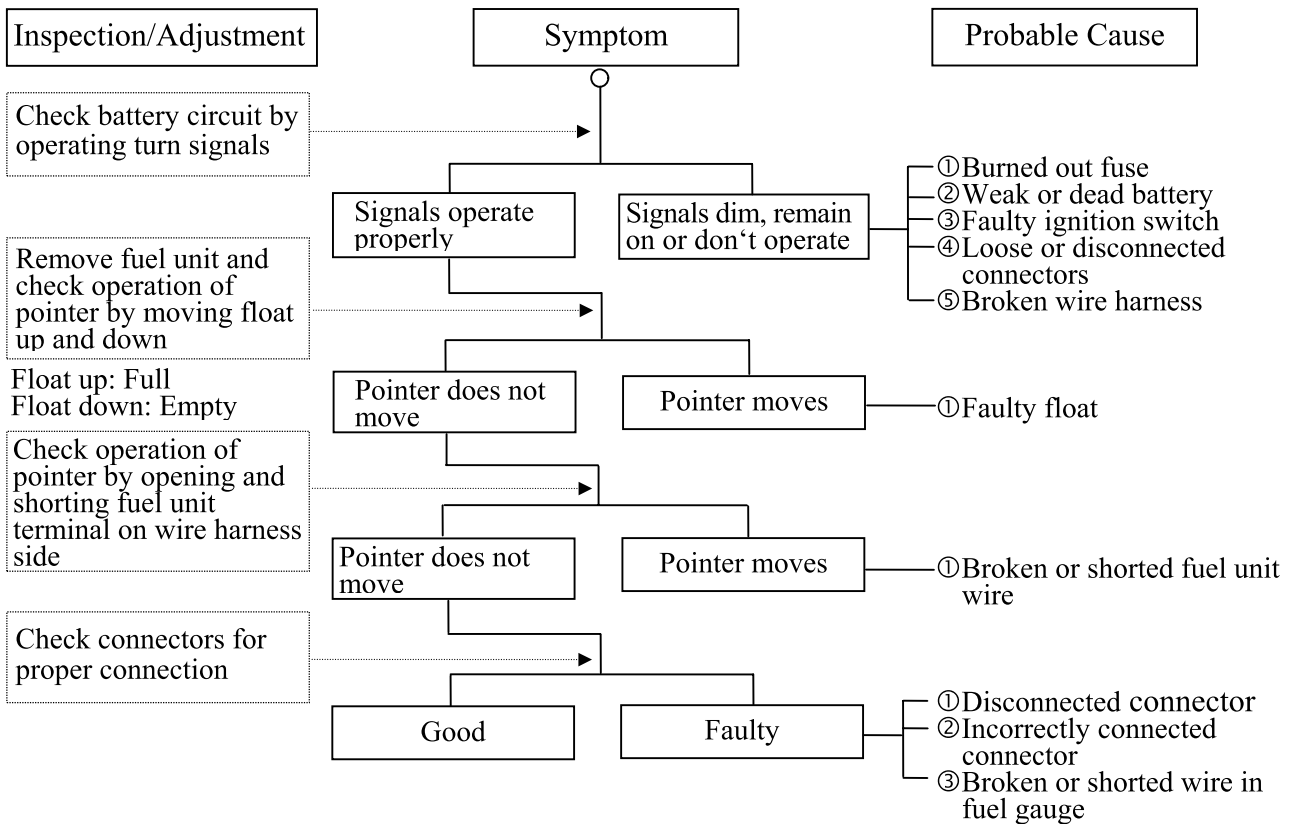 Inspection/Adjustment
Symptom
Probable Cause
Check battery circuit by
operating turn signals
Signals operate
properly
Signals dim, remain
on or don‘t operate
①Burned out fuse
②Weak or dead battery
③Faulty ignition switch
④Loose or disconnected
connectors
⑤Broken wire harness
Remove fuel unit and
check operation of
pointer by moving float
up and down
Float up: Full
Float down: Empty
Pointer does not
move
Pointer moves
①Faulty float
Check operation of
pointer by opening and
shorting fuel unit
terminal on wire harness
side
Pointer does not
move
Pointer moves
①Broken or shorted fuel unit
wire
Check connectors for
proper connection
Good
Faulty
①Disconnected connector
②Incorrectly connected
connector
③Broken or shorted wire in
fuel gauge